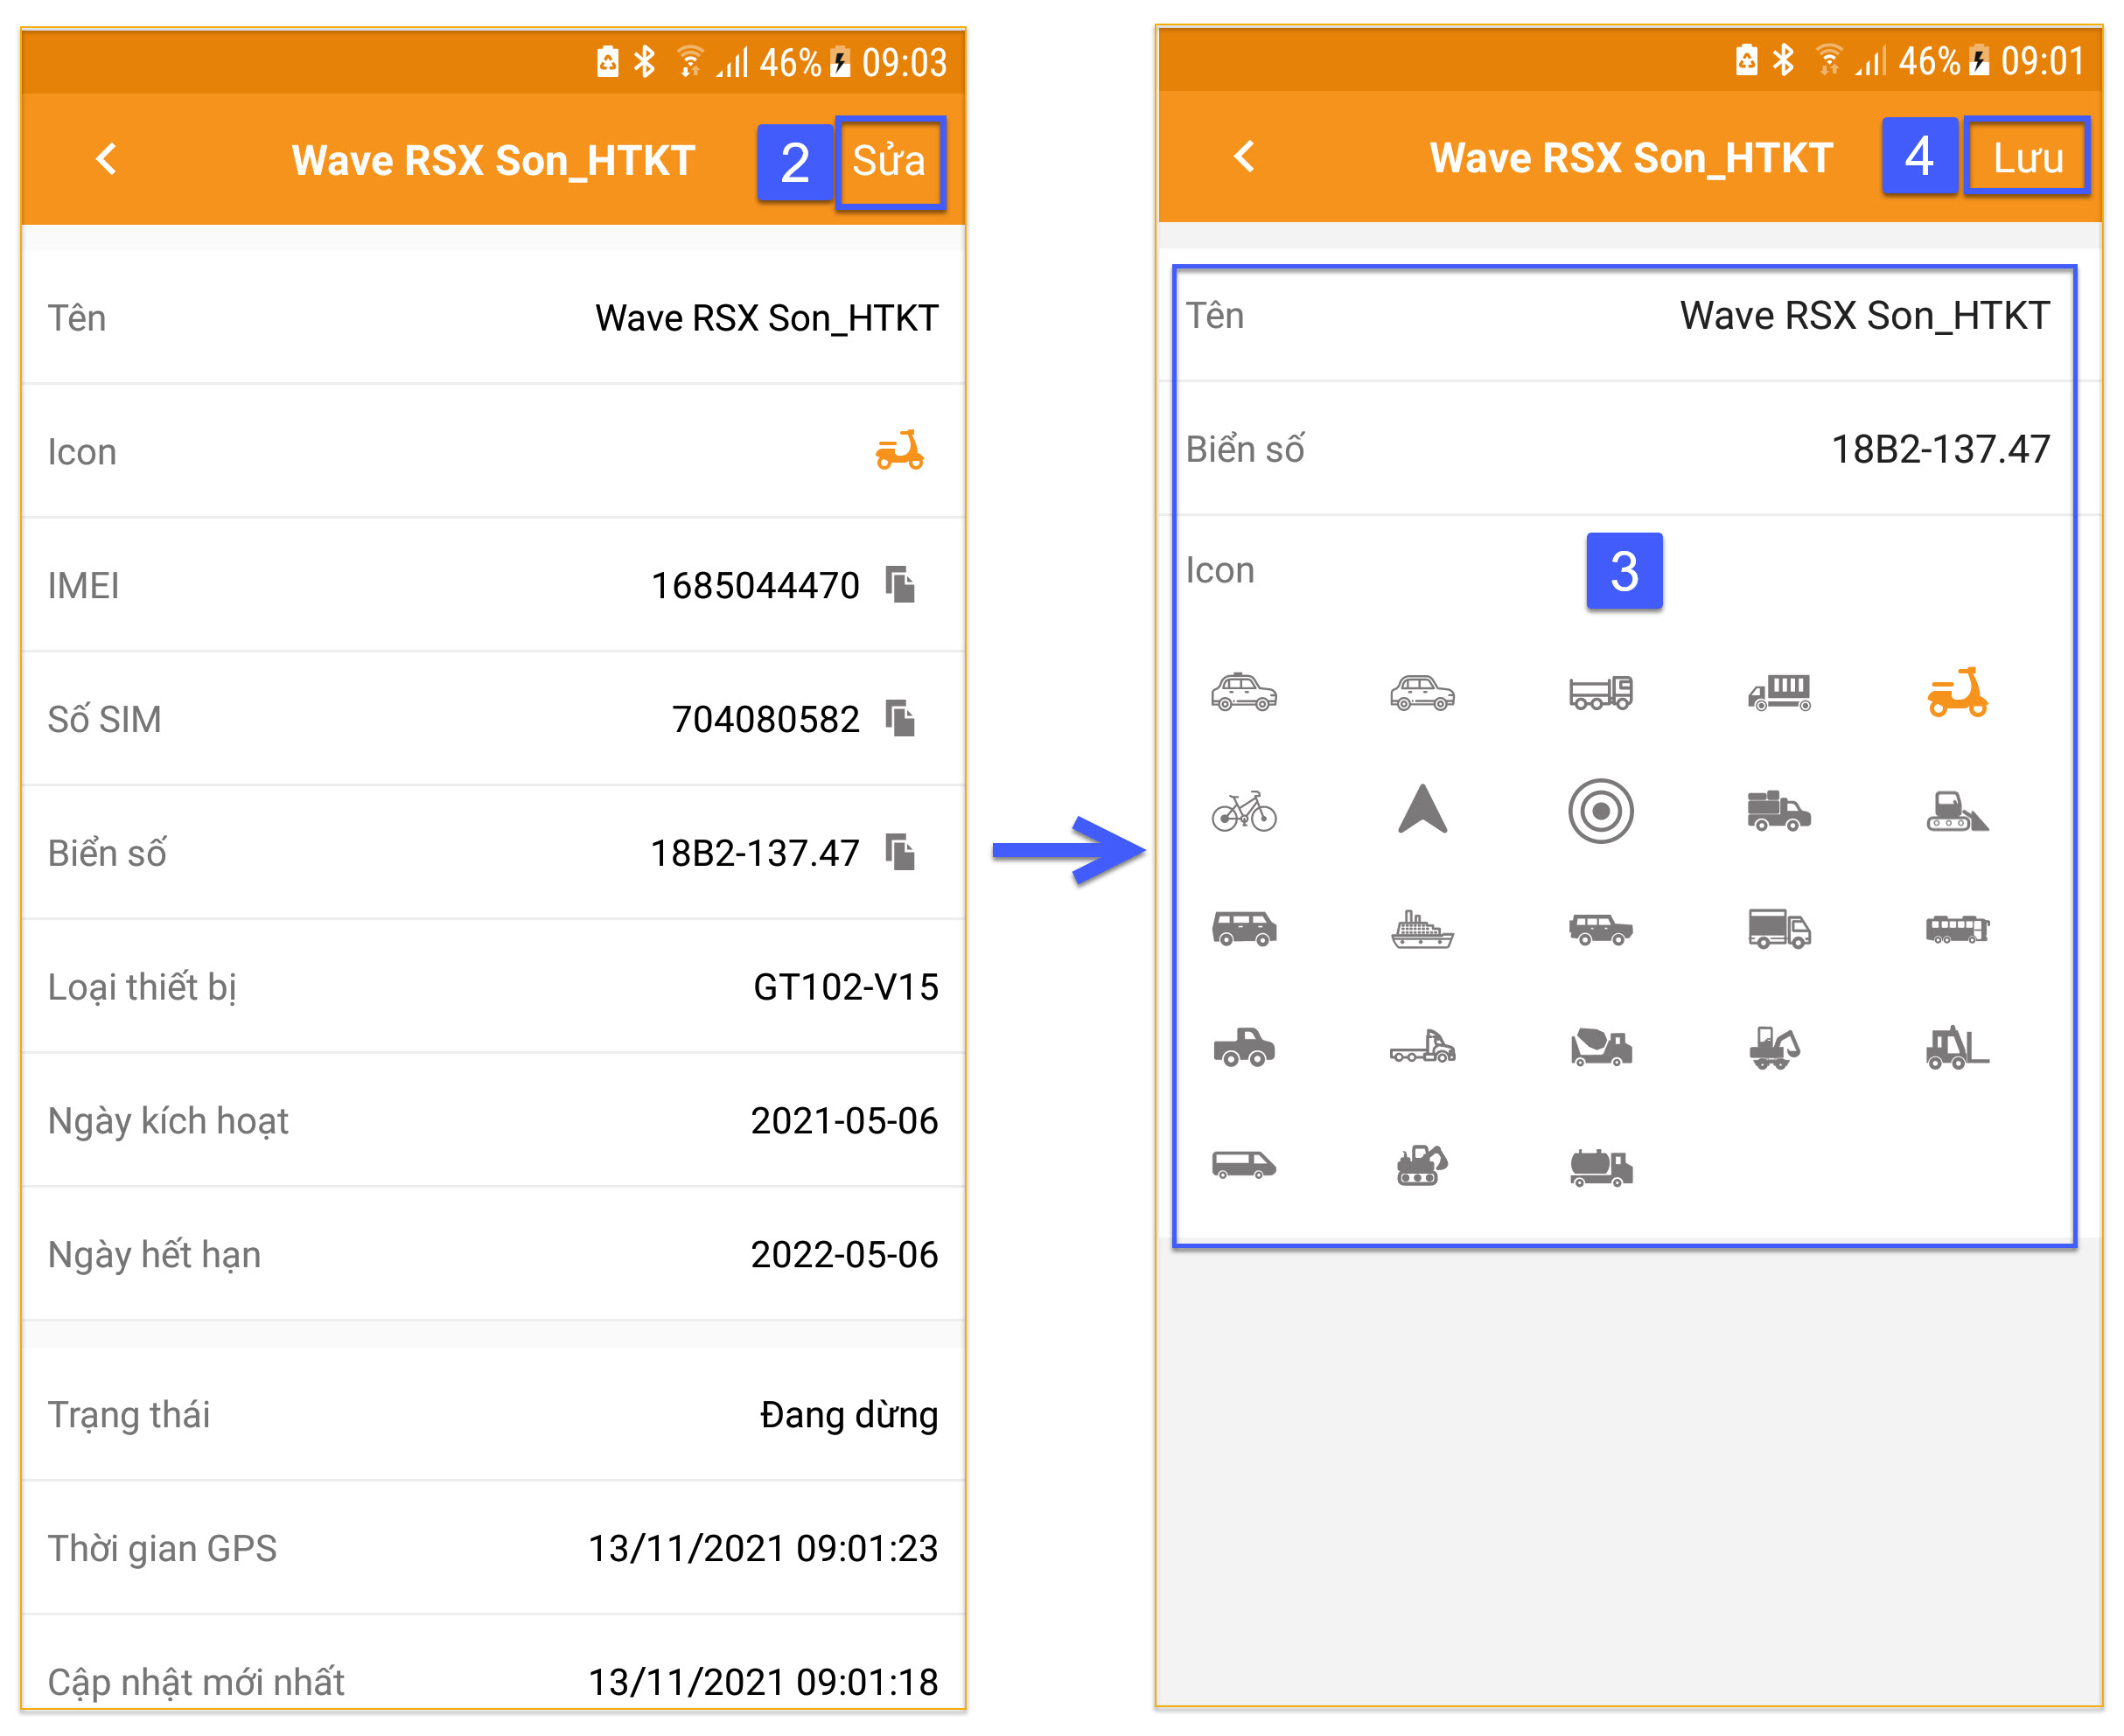 46% 09:03
Wave RSX Son_HTKT 2 Sửa
Tên Wave RSX Son_HTKT
Icon
IMEI 1685044470
Số SIM 704080582
Biển số 18B2-137.47
Loại thiết bị GT102-V15
Ngày kích hoạt 2021-05-06
Ngày hết hạn 2022-05-06
Trạng thái Đang dừng
Thời gian GPS 13/11/2021 09:01:23
Cập nhật mới nhất 13/11/2021 09:01:18
46% 09:01
Wave RSX Son_HTKT 4 Lưu
Tên Wave RSX Son_HTKT
Biển số 18B2-137.47
Icon 3